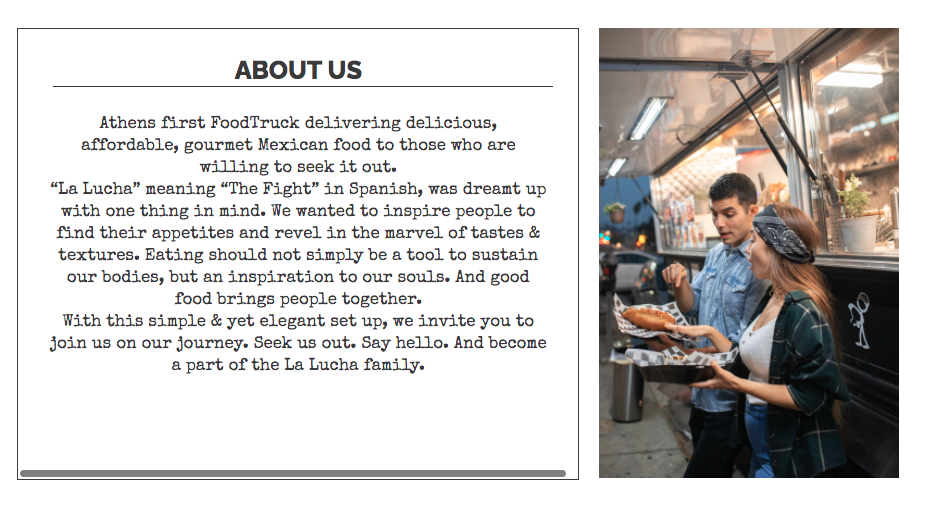 ABOUT US
Athens first FoodTruck delivering delicious,
affordable, gourmet Mexican food to those who are
willing to seek it out.
“La Lucha” meaning “The Fight” in Spanish, was dreamt up
with one thing in mind. We wanted to inspire people to
find their appetites and revel in the marvel of tastes &
textures. Eating should not simply be a tool to sustain
our bodies, but an inspiration to our souls. And good
food brings people together.
With this simple & yet elegant set up, we invite you to
join us on our journey. Seek us out. Say hello. And become
a part of the La Lucha family.